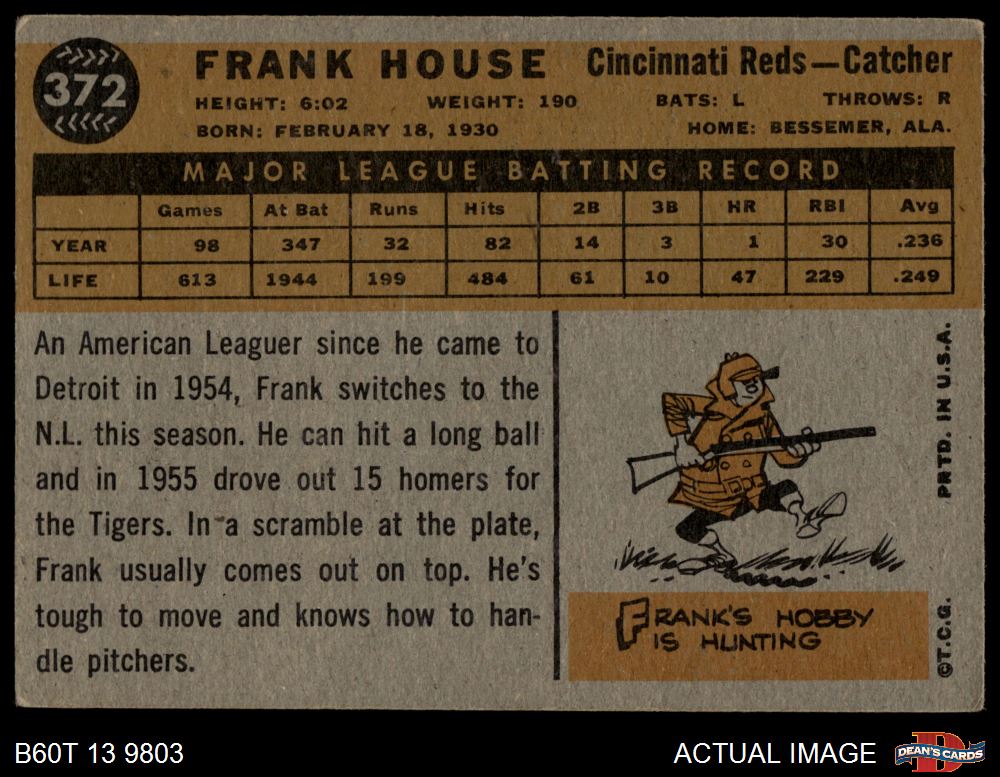 372
FRANK HOUSE Cincinnati Reds—Catcher
HEIGHT: 6:02 WEIGHT: 190 BATS: L THROWS: R
BORN: FEBRUARY 18, 1930 HOME: BESSEMER, ALA.
MAJOR LEAGUE BATTING RECORD
Games At Bat Runs Hits 2B 3B HR RBI Avg
YEAR 98 347 32 82 14 3 1 30 .236
LIFE 613 1944 199 484 61 10 47 229 .249
An American Leaguer since he came to
Detroit in 1954, Frank switches to the
N.L. this season. He can hit a long ball
and in 1955 drove out 15 homers for
the Tigers. In a scramble at the plate,
Frank usually comes out on top. He's
tough to move and knows how to han-
dle pitchers.
FRANK'S HOBBY
IS HUNTING
©T.C.G. PRTD. IN U.S.A.
B60T 13 9803 ACTUAL IMAGE D DEAN'S CARDS